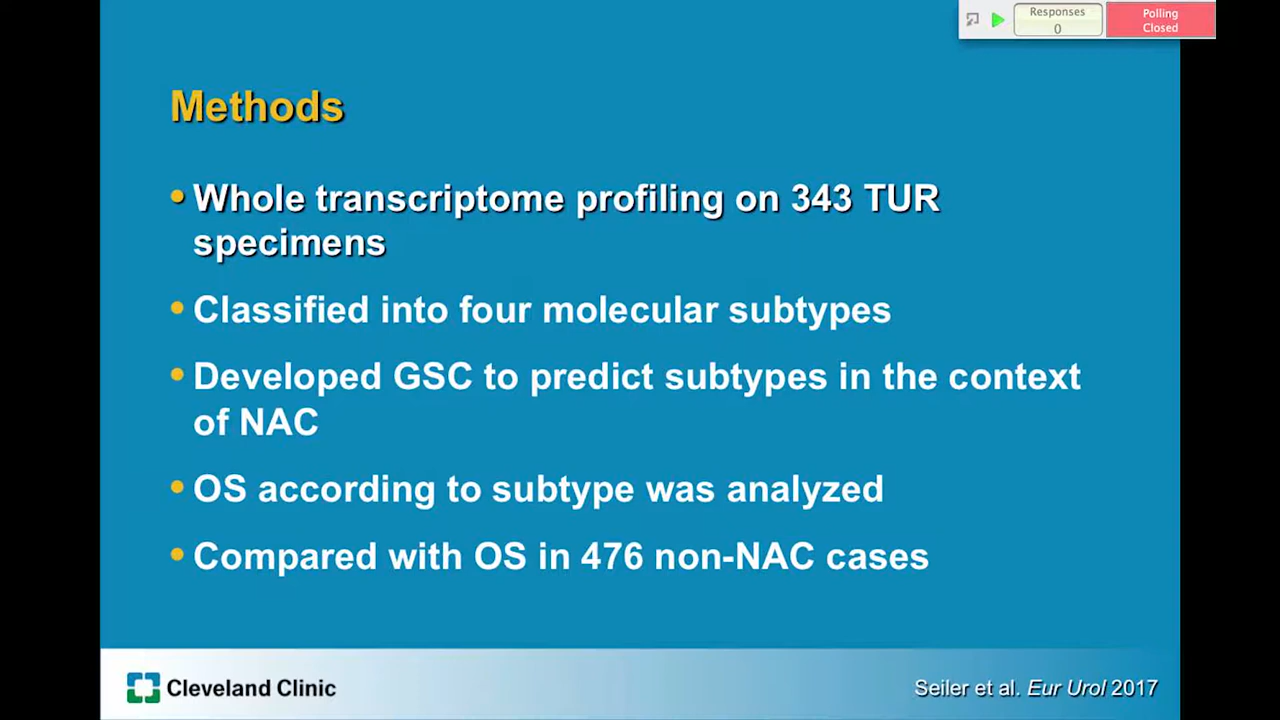 Responses
0
Polling
Closed
Methods
• Whole transcriptome profiling on 343 TUR
specimens
• Classified into four molecular subtypes
• Developed GSC to predict subtypes in the context
of NAC
• OS according to subtype was analyzed
• Compared with OS in 476 non-NAC cases
Cleveland Clinic
Seiler et al. Eur Urol 2017